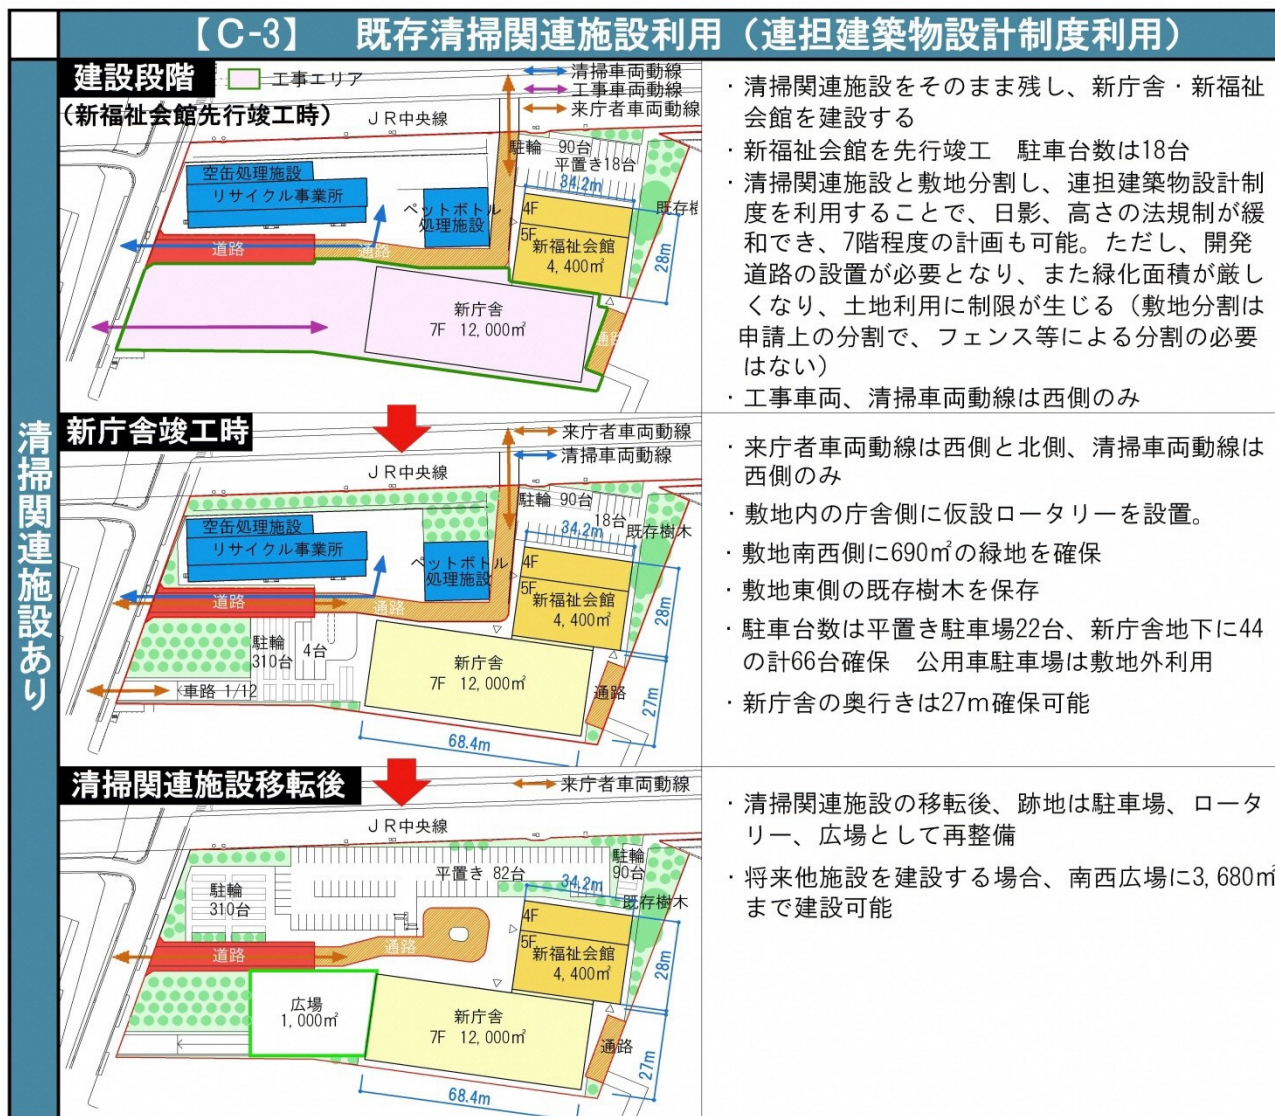 【C-3】 既存清掃関連施設利用（連担建築物設計制度利用）
清掃関連施設あり
建設段階
工事エリア
(新福祉会館先行竣工時)
清掃車両動線
工事車両動線
来庁者車両動線
JR中央線
駐輪 90台
平置き18台
34.2m
空缶処理施設
リサイクル事業所
ペットボトル
処理施設
4F
5F
新福祉会館
4,400㎡
既存樹
28m
道路
通路
新庁舎
7F 12,000㎡
通路
・清掃関連施設をそのまま残し、新庁舎・新福祉
会館を建設する
・新福祉会館を先行竣工 駐車台数は18台
・清掃関連施設と敷地分割し、連担建築物設計制
度を利用することで、日影、高さの法規制が緩
和でき、7階程度の計画も可能。ただし、開発
道路の設置が必要となり、また緑化面積が厳し
くなり、土地利用に制限が生じる（敷地分割は
申請上の分割で、フェンス等による分割の必要
はない）
・工事車両、清掃車両動線は西側のみ
新庁舎竣工時
来庁者車両動線
清掃車両動線
JR中央線
駐輪 90台
18台
34.2m
既存樹木
空缶処理施設
リサイクル事業所
ペットボトル
処理施設
4F
5F
新福祉会館
4,400㎡
28m
道路
通路
駐輪
310台
4台
新庁舎
7F 12,000㎡
車路 1/12
通路
27m
68.4m
・来庁者車両動線は西側と北側、清掃車両動線は
西側のみ
・敷地内の庁舎側に仮設ロータリーを設置。
・敷地南西側に690㎡の緑地を確保
・敷地東側の既存樹木を保存
・駐車台数は平置き駐車場22台、新庁舎地下に44
の計66台確保 公用車駐車場は敷地外利用
・新庁舎の奥行きは27m確保可能
清掃関連施設移転後
来庁者車両動線
JR中央線
平置き 82台
駐輪
90台
34.2m
既存樹木
駐輪
310台
4F
5F
新福祉会館
4,400㎡
28m
道路
通路
広場
1,000㎡
新庁舎
7F 12,000㎡
通路
27m
68.4m
・清掃関連施設の移転後、跡地は駐車場、ロータ
リー、広場として再整備
・将来他施設を建設する場合、南西広場に3,680㎡
まで建設可能